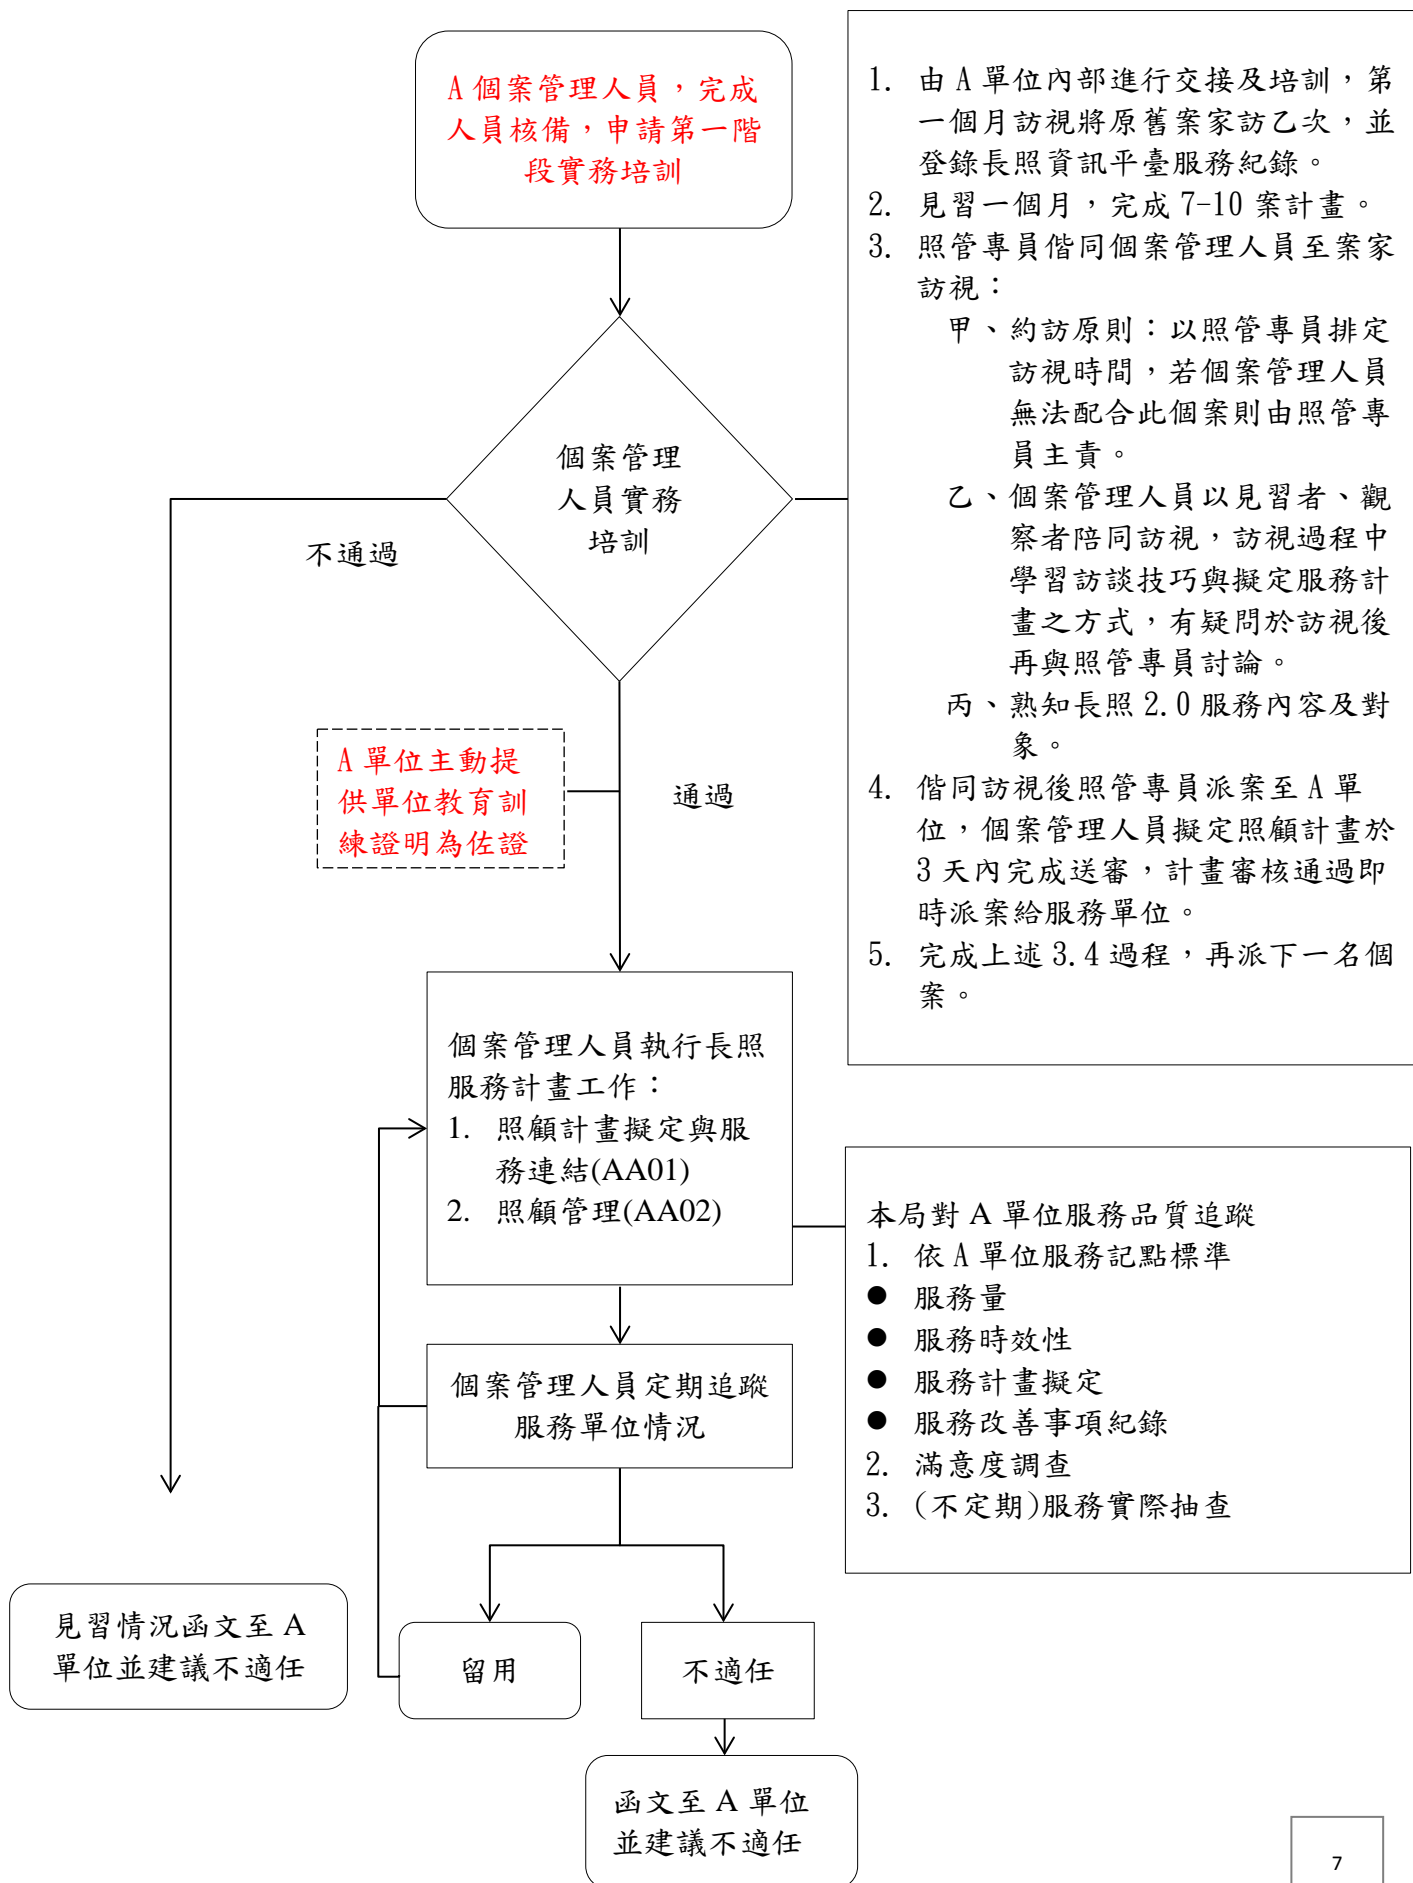 A 個案管理人員，完成
人員核備，申請第一階
段實務培訓
1. 由 A 單位內部進行交接及培訓，第
一個月訪視將原舊案家訪乙次，並
登錄長照資訊平臺服務紀錄。
2. 見習一個月，完成 7-10 案計畫。
3. 照管專員偕同個案管理人員至案家
訪視：
甲、約訪原則：以照管專員排定
訪視時間，若個案管理人員
無法配合此個案則由照管專
員主責。
乙、個案管理人員以見習者、觀
察者陪同訪視，訪視過程中
學習訪談技巧與擬定服務計
畫之方式，有疑問於訪視後
再與照管專員討論。
丙、熟知長照 2.0 服務內容及對
象。
4. 偕同訪視後照管專員派案至 A 單
位，個案管理人員擬定照顧計畫於
3 天內完成送審，計畫審核通過即
時派案給服務單位。
5. 完成上述 3.4 過程，再派下一名個
案。
個案管理
人員實務
培訓
不通過
A 單位主動提
供單位教育訓
練證明為佐證
通過
個案管理人員執行長照
服務計畫工作：
1. 照顧計畫擬定與服
務連結(AA01)
2. 照顧管理(AA02)
本局對 A 單位服務品質追蹤
1. 依 A 單位服務記點標準
● 服務量
● 服務時效性
● 服務計畫擬定
● 服務改善事項紀錄
2. 滿意度調查
3. (不定期)服務實際抽查
個案管理人員定期追蹤
服務單位情況
見習情況函文至 A
單位並建議不適任
留用
不適任
函文至 A 單位
並建議不適任
7